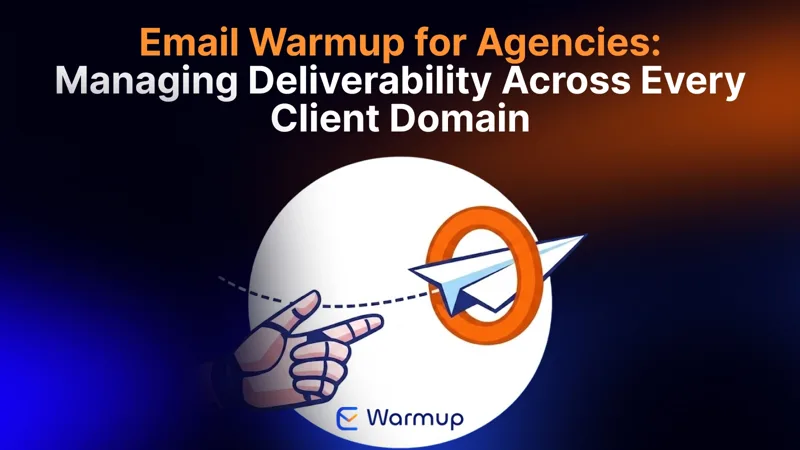 Email Warmup for Agencies:
Managing Deliverability Across Every
Client Domain
Warmup